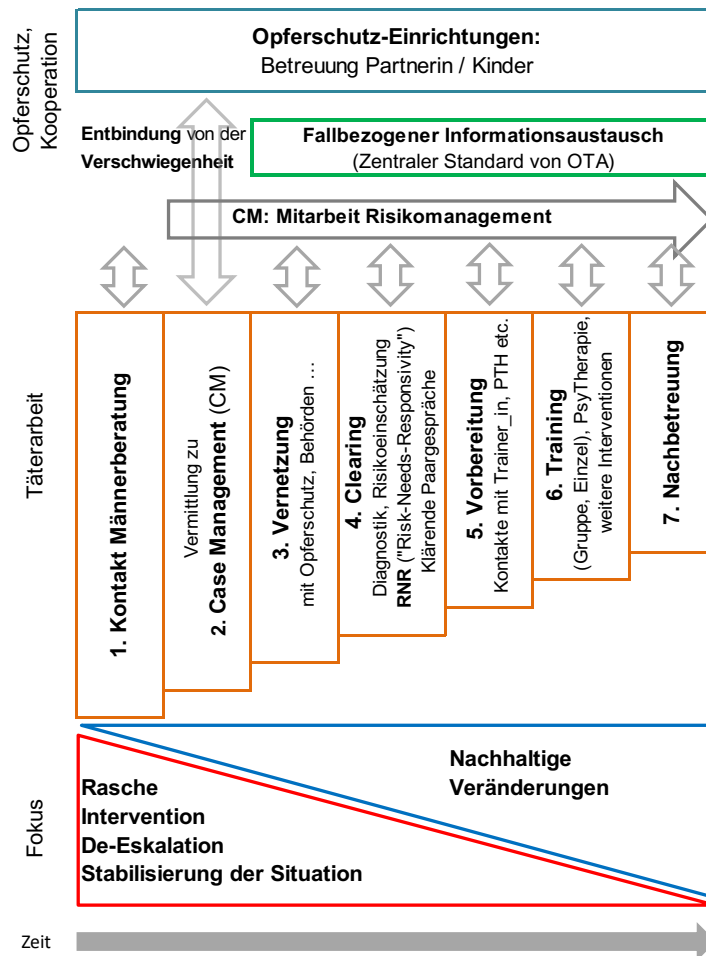 Opferschutz,
Kooperation
Opferschutz-Einrichtungen:
Betreuung Partnerin / Kinder
Entbindung von der
Verschwiegenheit
Fallbezogener Informationsaustausch
(Zentraler Standard von OTA)
CM: Mitarbeit Risikomanagement
Täterarbeit
1. Kontakt Männerberatung
Vermittlung zu
2. Case Management (CM)
3. Vernetzung
mit Opferschutz, Behörden …
4. Clearing
Diagnostik, Risikoeinschätzung
RNR ("Risk-Needs-Responsivity")
Klärende Paargespräche
5. Vorbereitung
Kontakte mit Trainer_in, PTH etc.
6. Training
(Gruppe, Einzel), PsyTherapie,
weitere Interventionen
7. Nachbetreuung
Fokus
Nachhaltige
Veränderungen
Rasche
Intervention
De-Eskalation
Stabilisierung der Situation
Zeit